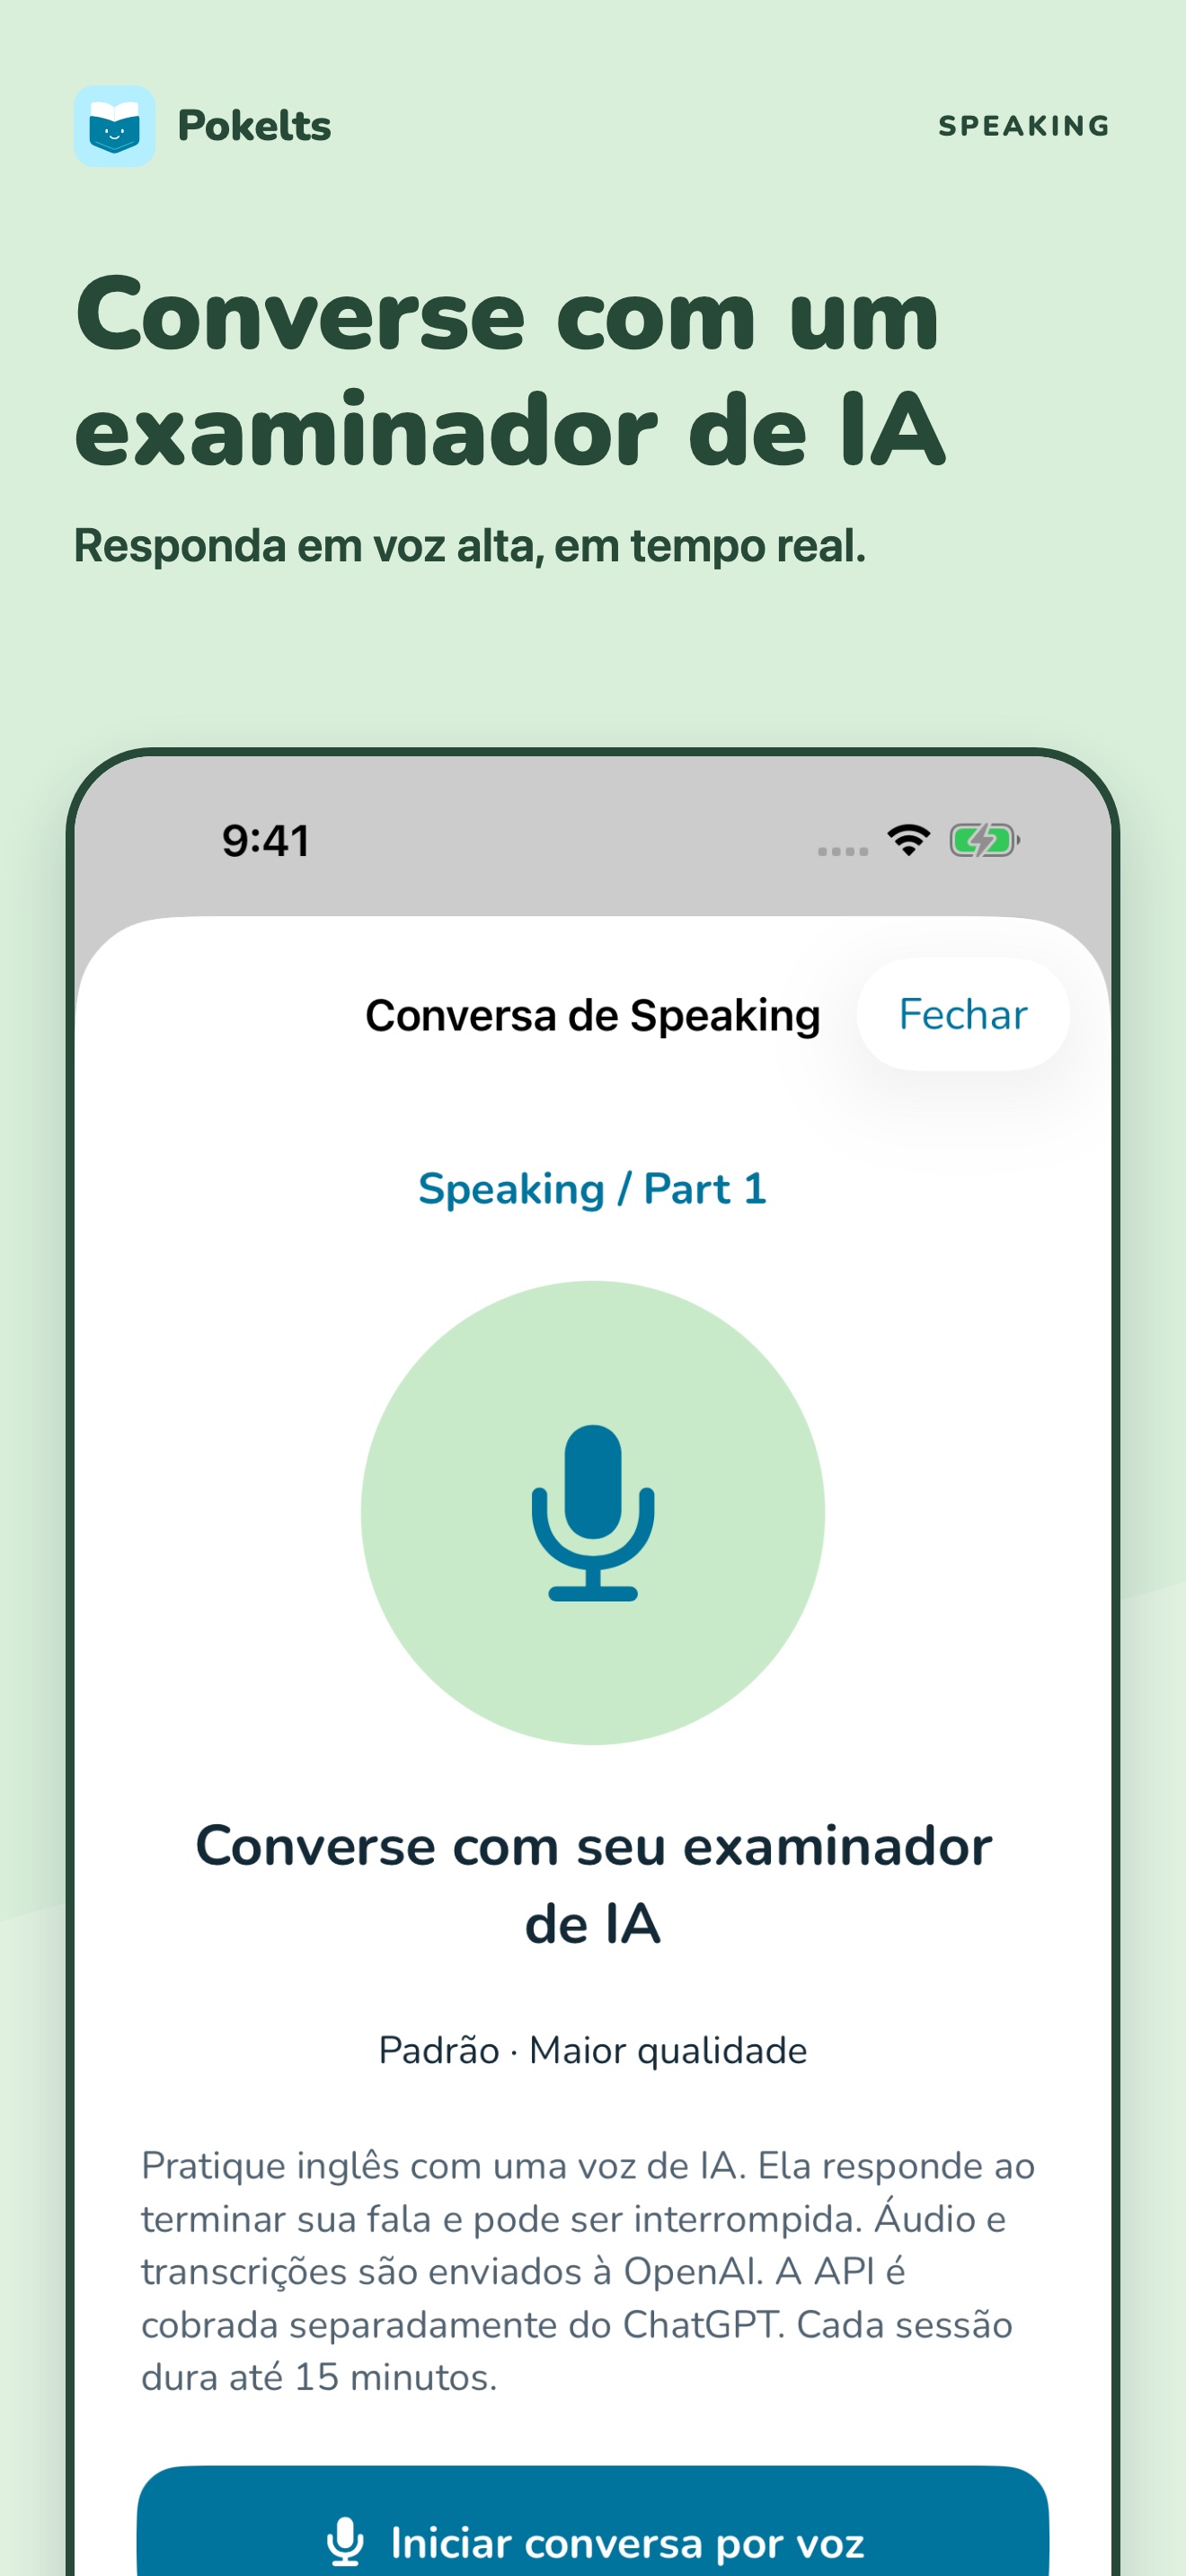 Pokelts
SPEAKING
Converse com um
examinador de IA
Responda em voz alta, em tempo real.
9:41
Conversa de Speaking
Fechar
Speaking / Part 1
Converse com seu examinador
de IA
Padrão · Maior qualidade
Pratique inglês com uma voz de IA. Ela responde ao
terminar sua fala e pode ser interrompida. Áudio e
transcrições são enviados à OpenAI. A API é
cobrada separadamente do ChatGPT. Cada sessão
dura até 15 minutos.
Iniciar conversa por voz